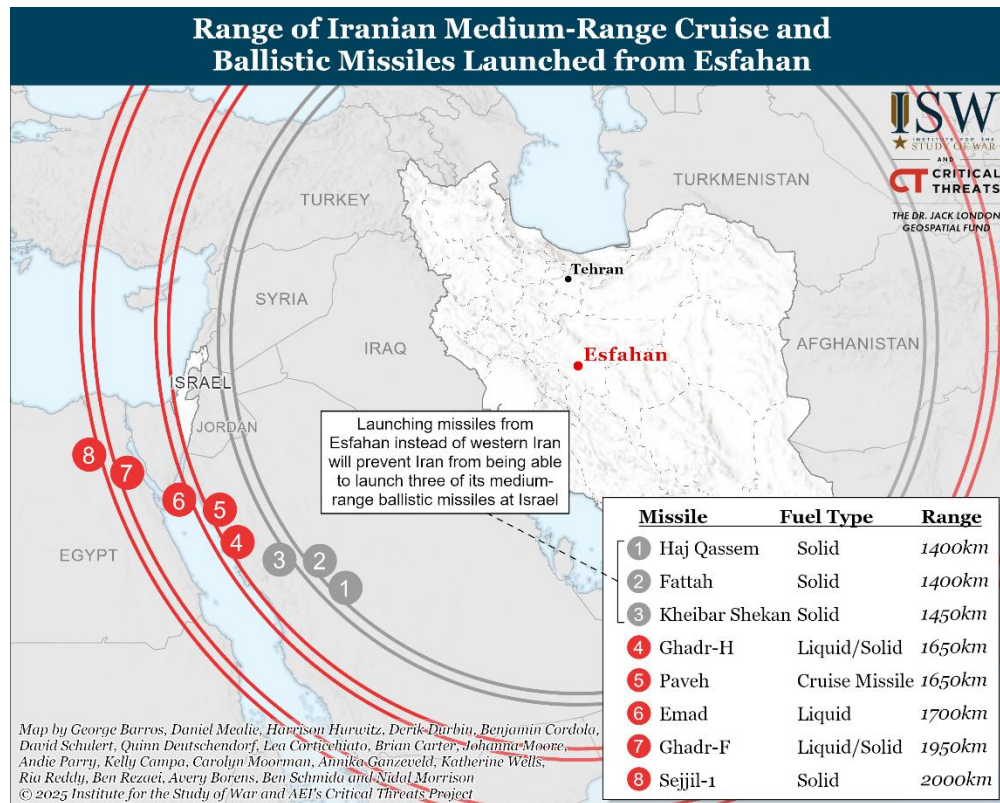 Range of Iranian Medium-Range Cruise and
Ballistic Missiles Launched from Esfahan
ISW
INSTITUTE FOR THE
STUDY OF WAR
AND
CT CRITICAL
THREATS
THE DR. JACK LONDON
GEOSPATIAL FUND
TURKMENISTAN
TURKEY
Tehran
SYRIA
IRAQ
AFGHANISTAN
Esfahan
ISRAEL
JORDAN
Launching missiles from
Esfahan instead of western Iran
will prevent Iran from being able
to launch three of its medium-
range ballistic missiles at Israel
8
7
6
5
4
3
2
1
EGYPT
Missile Fuel Type Range
1 Haj Qassem Solid 1400km
2 Fattah Solid 1400km
3 Kheibar Shekan Solid 1450km
4 Ghadr-H Liquid/Solid 1650km
5 Paveh Cruise Missile 1650km
6 Emad Liquid 1700km
7 Ghadr-F Liquid/Solid 1950km
8 Sejjil-1 Solid 2000km
Map by George Barros, Daniel Mealie, Harrison Hurwitz, Derik Durbin, Benjamin Cordola,
David Schulert, Quinn Deutschendorf, Lea Corticchiato, Brian Carter, Johanna Moore,
Andie Parry, Kelly Campa, Carolyn Moorman, Annika Ganzeveld, Katherine Wells,
Ria Reddy, Ben Rezaei, Avery Borens, Ben Schmida and Nidal Morrison
© 2025 Institute for the Study of War and AEI's Critical Threats Project